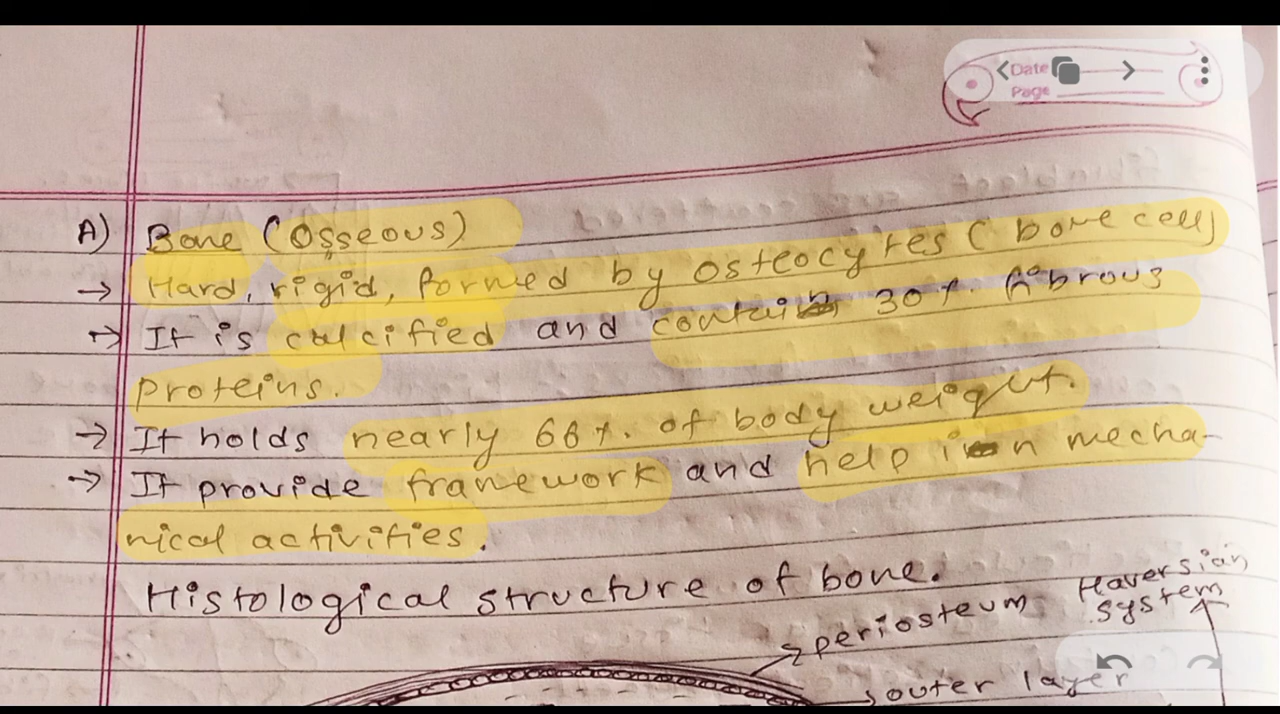 Date
Page
A) Bone (Osseous)
→ Hard, rigid, formed by osteocytes (bone cell)
→ It is calcified and contain 30%. fibrous
proteins.
→ It holds nearly 66%. of body weight.
→ It provide framework and help in mecha-
nical activities.
Histological structure of bone.
Haversian
system
periosteum
outer layer